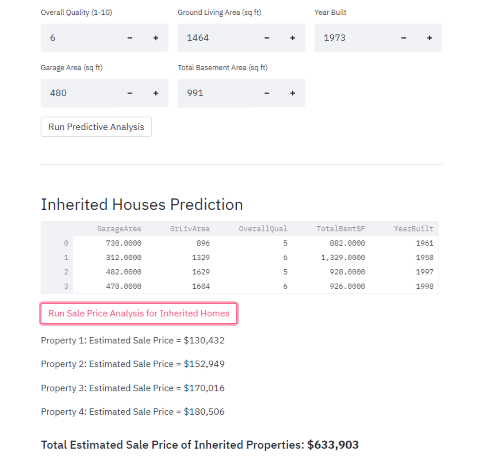 Overall Quality (1-10) Ground Living Area (sq ft) Year Built
6 - + 1464 - + 1973 - +
Garage Area (sq ft) Total Basement Area (sq ft)
480 - + 991 - +
Run Predictive Analysis
Inherited Houses Prediction
GarageArea GrLivArea OverallQual TotalBsmtSF YearBuilt
0 730.0000 896 5 882.0000 1961
1 312.0000 1329 6 1,329.0000 1958
2 482.0000 1629 5 928.0000 1997
3 470.0000 1604 6 926.0000 1998
Run Sale Price Analysis for Inherited Homes
Property 1: Estimated Sale Price = $130,432
Property 2: Estimated Sale Price = $152,949
Property 3: Estimated Sale Price = $170,016
Property 4: Estimated Sale Price = $180,506
Total Estimated Sale Price of Inherited Properties: $633,903